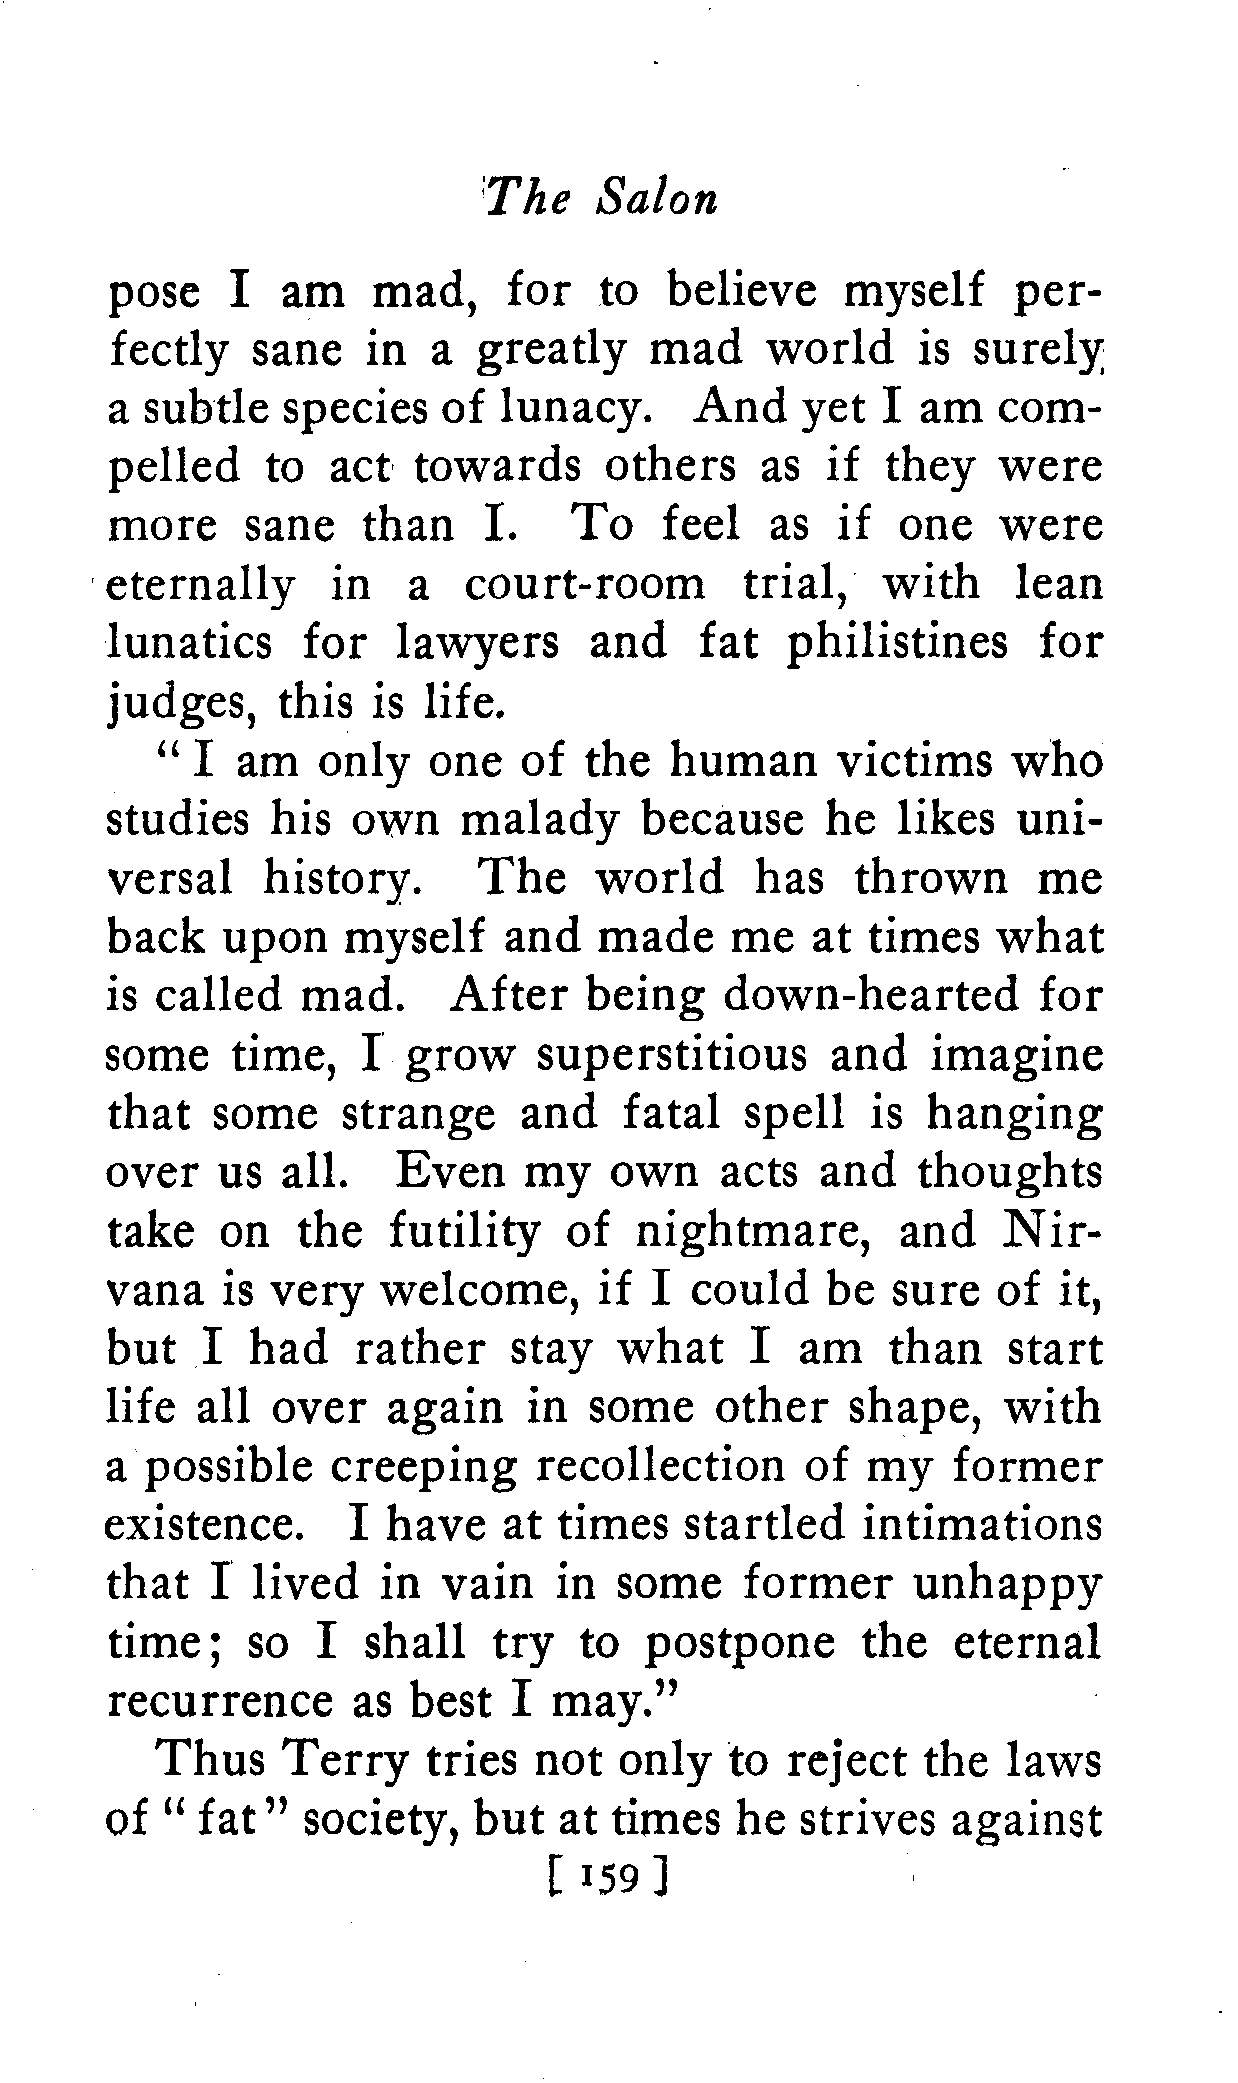 The Salon
pose I am mad, for to believe myself per-
fectly sane in a greatly mad world is surely
a subtle species of lunacy. And yet I am com-
pelled to act towards others as if they were
more sane than I. To feel as if one were
eternally in a court-room trial, with lean
lunatics for lawyers and fat philistines for
judges, this is life.
" I am only one of the human victims who
studies his own malady because he likes uni-
versal history. The world has thrown me
back upon myself and made me at times what
is called mad. After being down-hearted for
some time, I grow superstitious and imagine
that some strange and fatal spell is hanging
over us all. Even my own acts and thoughts
take on the futility of nightmare, and Nir-
vana is very welcome, if I could be sure of it,
but I had rather stay what I am than start
life all over again in some other shape, with
a possible creeping recollection of my former
existence. I have at times startled intimations
that I lived in vain in some former unhappy
time; so I shall try to postpone the eternal
recurrence as best I may."
Thus Terry tries not only to reject the laws
of " fat " society, but at times he strives against
[ 159 ]